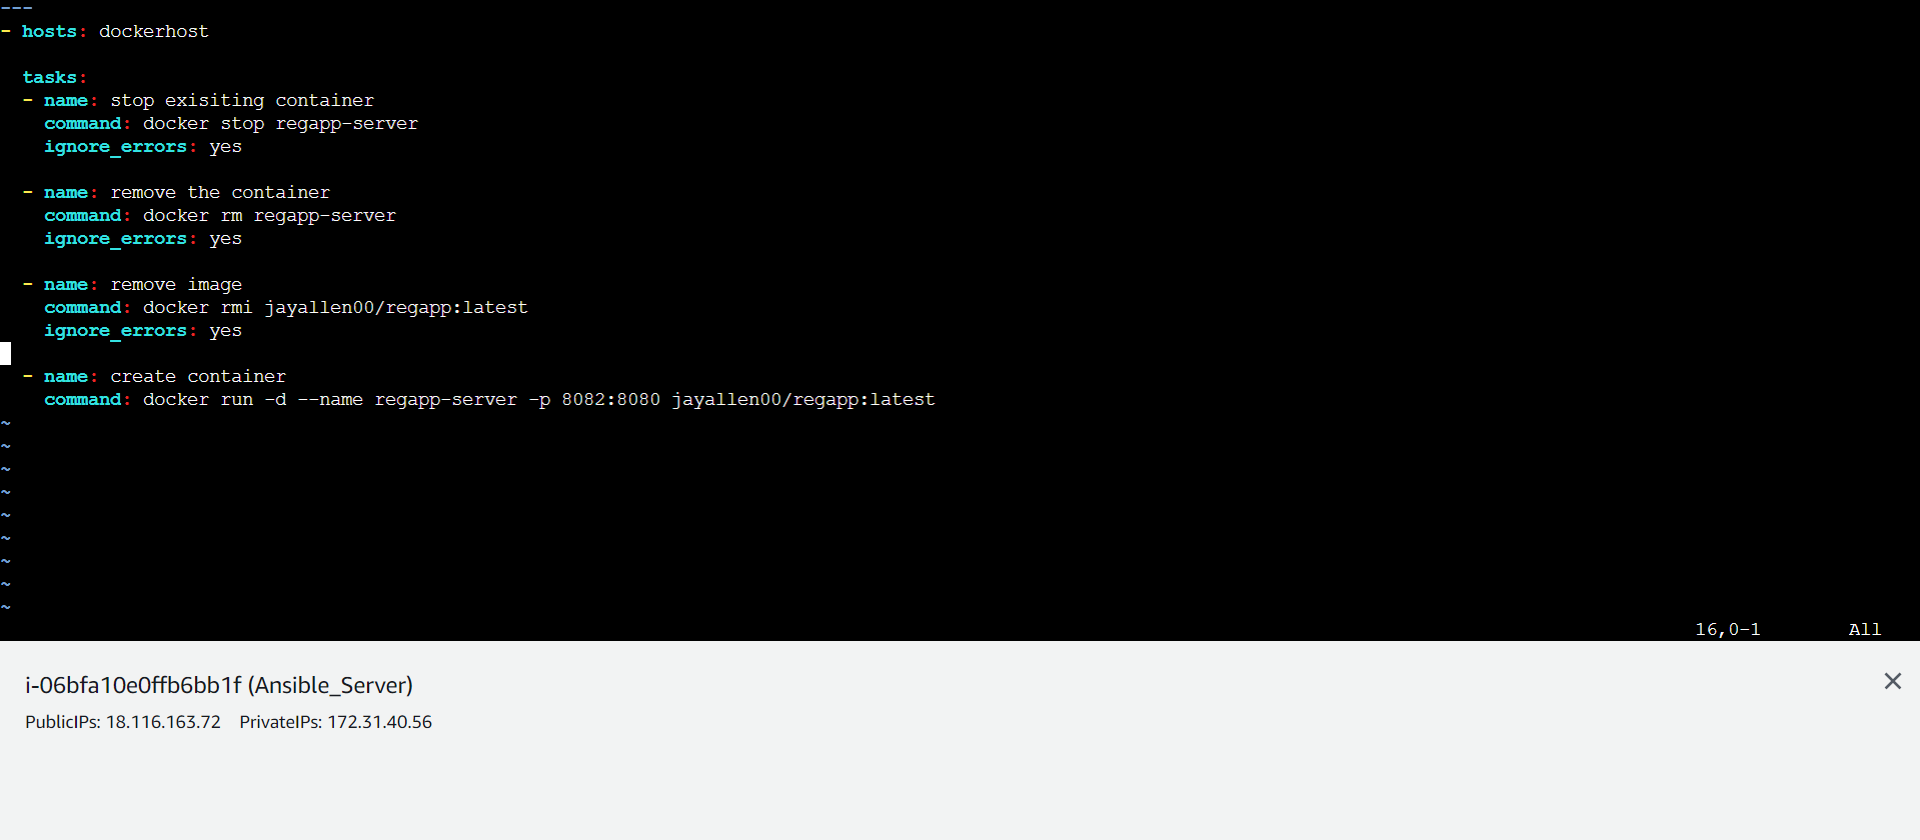 ---
- hosts: dockerhost
tasks:
- name: stop exisiting container
command: docker stop regapp-server
ignore_errors: yes
- name: remove the container
command: docker rm regapp-server
ignore_errors: yes
- name: remove image
command: docker rmi jayallen00/regapp:latest
ignore_errors: yes
- name: create container
command: docker run -d --name regapp-server -p 8082:8080 jayallen00/regapp:latest
~
~
~
~
~
~
~
~
~
16,0-1 All
i-06bfa10e0ffb6bb1f (Ansible_Server)
PublicIPs: 18.116.163.72 PrivateIPs: 172.31.40.56